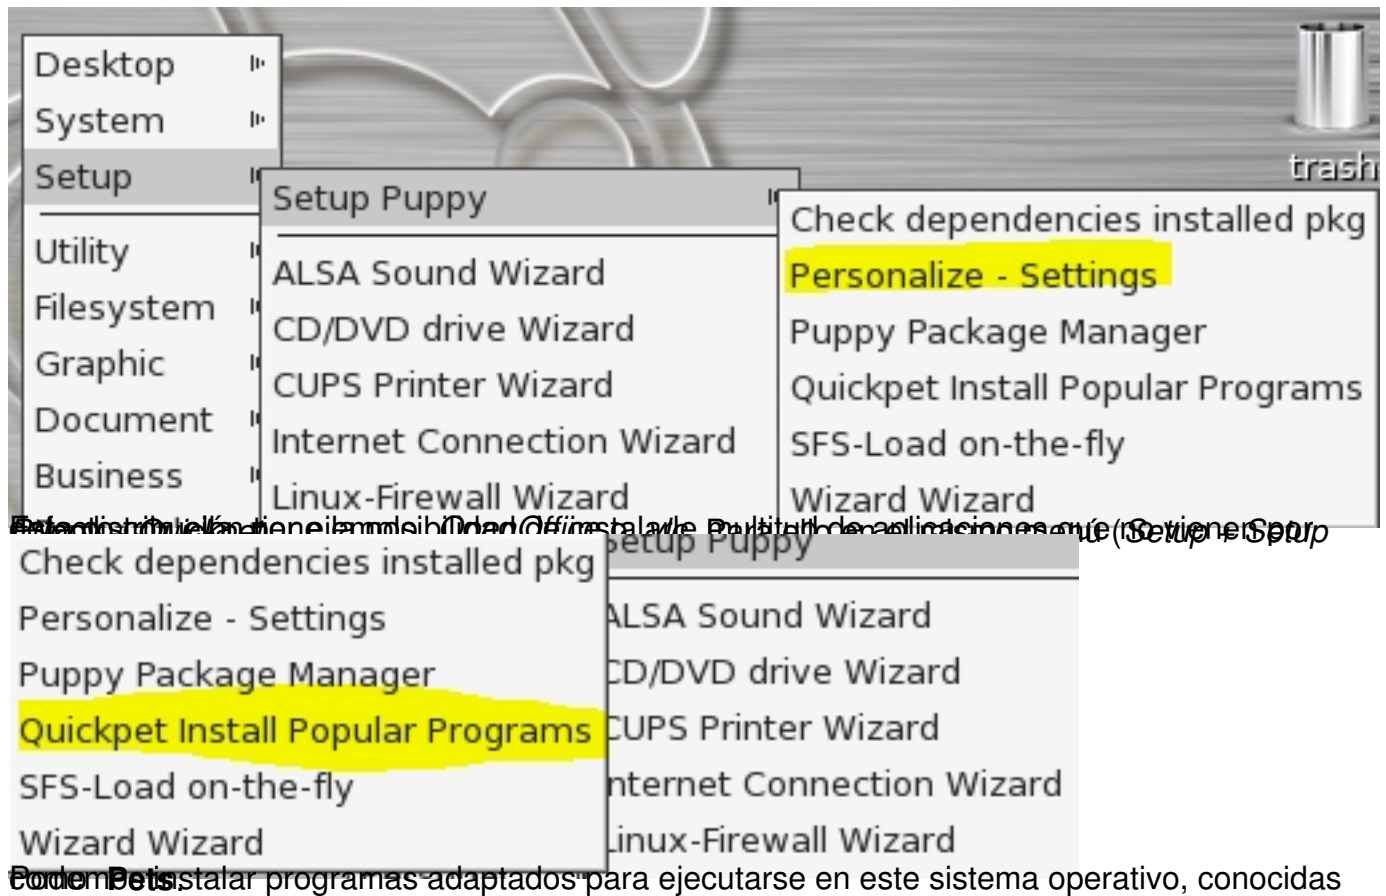 Desktop
System
Setup
Utility
Filesystem
Graphic
Document
Business
Setup Puppy
ALSA Sound Wizard
CD/DVD drive Wizard
CUPS Printer Wizard
Internet Connection Wizard
Linux-Firewall Wizard
Check dependencies installed pkg
Personalize - Settings
Puppy Package Manager
Quickpet Install Popular Programs
SFS-Load on-the-fly
Wizard Wizard
trash
Setup Puppy
Check dependencies installed pkg
Personalize - Settings
Puppy Package Manager
Quickpet Install Popular Programs
SFS-Load on-the-fly
Wizard Wizard
ALSA Sound Wizard
CD/DVD drive Wizard
CUPS Printer Wizard
Internet Connection Wizard
Linux-Firewall Wizard
programas adaptados para ejecutarse en este sistema operativo, conocidas